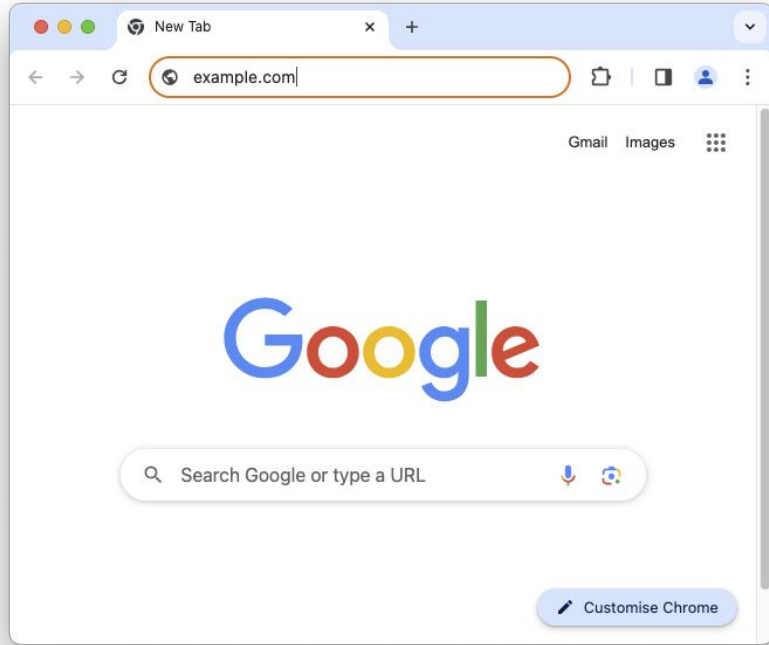 New Tab
example.com
Gmail Images
Google
Search Google or type a URL
Customise Chrome